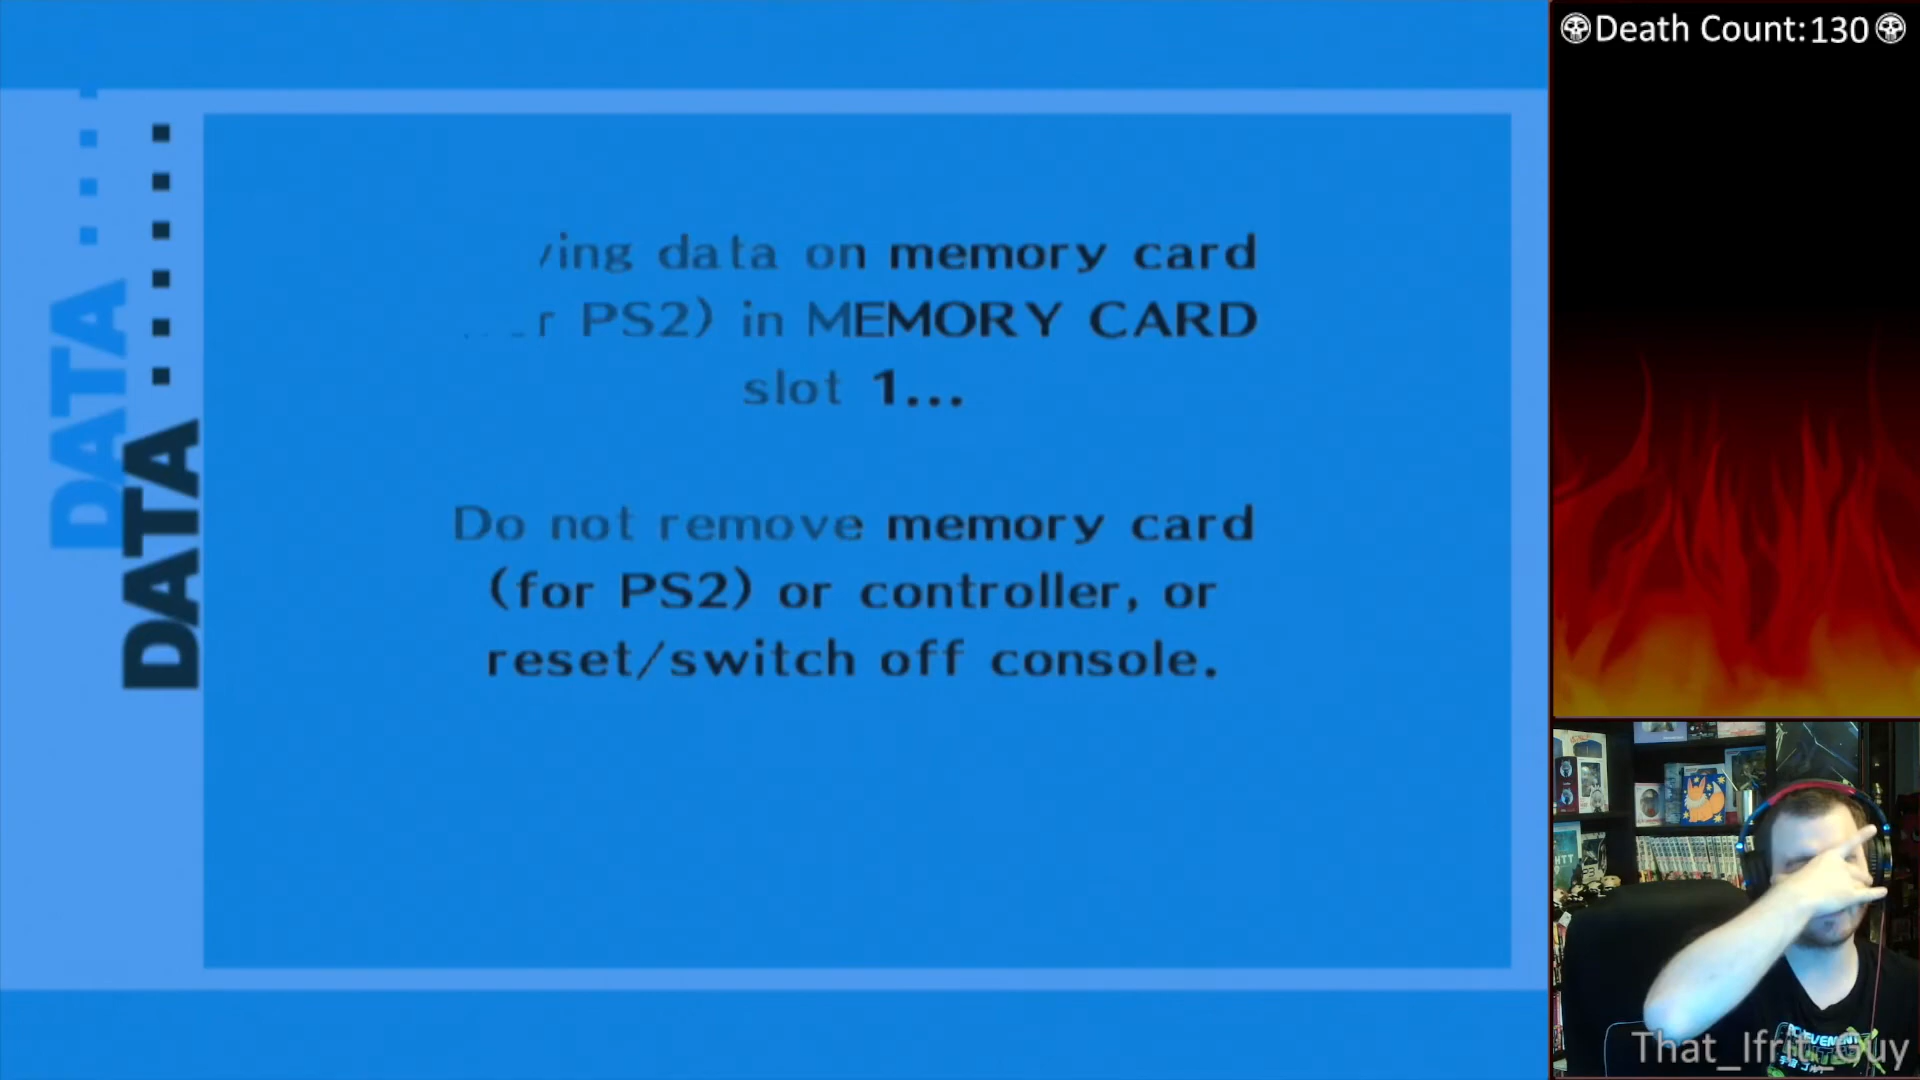 Death Count:130
DATA......
DATA....
ving data on memory card
r PS2) in MEMORY CARD
slot 1...
Do not remove memory card
(for PS2) or controller, or
reset/switch off console.
That_Ifrit_Guy